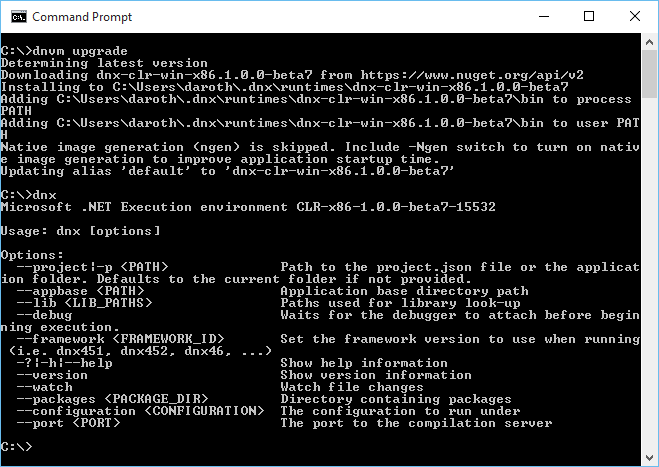 Command Prompt
C:\>dnvm upgrade
Determining latest version
Downloading dnx-clr-win-x86.1.0.0-beta7 from https://www.nuget.org/api/v2
Installing to C:\Users\daroth\.dnx\runtimes\dnx-clr-win-x86.1.0.0-beta7
Adding C:\Users\daroth\.dnx\runtimes\dnx-clr-win-x86.1.0.0-beta7\bin to process
PATH
Adding C:\Users\daroth\.dnx\runtimes\dnx-clr-win-x86.1.0.0-beta7\bin to user PAT
H
Native image generation (ngen) is skipped. Include -Ngen switch to turn on nativ
e image generation to improve application startup time.
Updating alias 'default' to 'dnx-clr-win-x86.1.0.0-beta7'
C:\>dnx
Microsoft .NET Execution environment CLR-x86-1.0.0-beta7-15532
Usage: dnx [options]
Options:
  --project|-p <PATH>              Path to the project.json file or the applicat
ion folder. Defaults to the current folder if not provided.
  --appbase <PATH>                 Application base directory path
  --lib <LIB_PATHS>                Paths used for library look-up
  --debug                          Waits for the debugger to attach before begin
ning execution.
  --framework <FRAMEWORK_ID>       Set the framework version to use when running
 (i.e. dnx451, dnx452, dnx46, ...)
  -?|-h|--help                     Show help information
  --version                        Show version information
  --watch                          Watch file changes
  --packages <PACKAGE_DIR>         Directory containing packages
  --configuration <CONFIGURATION>  The configuration to run under
  --port <PORT>                    The port to the compilation server
C:\>